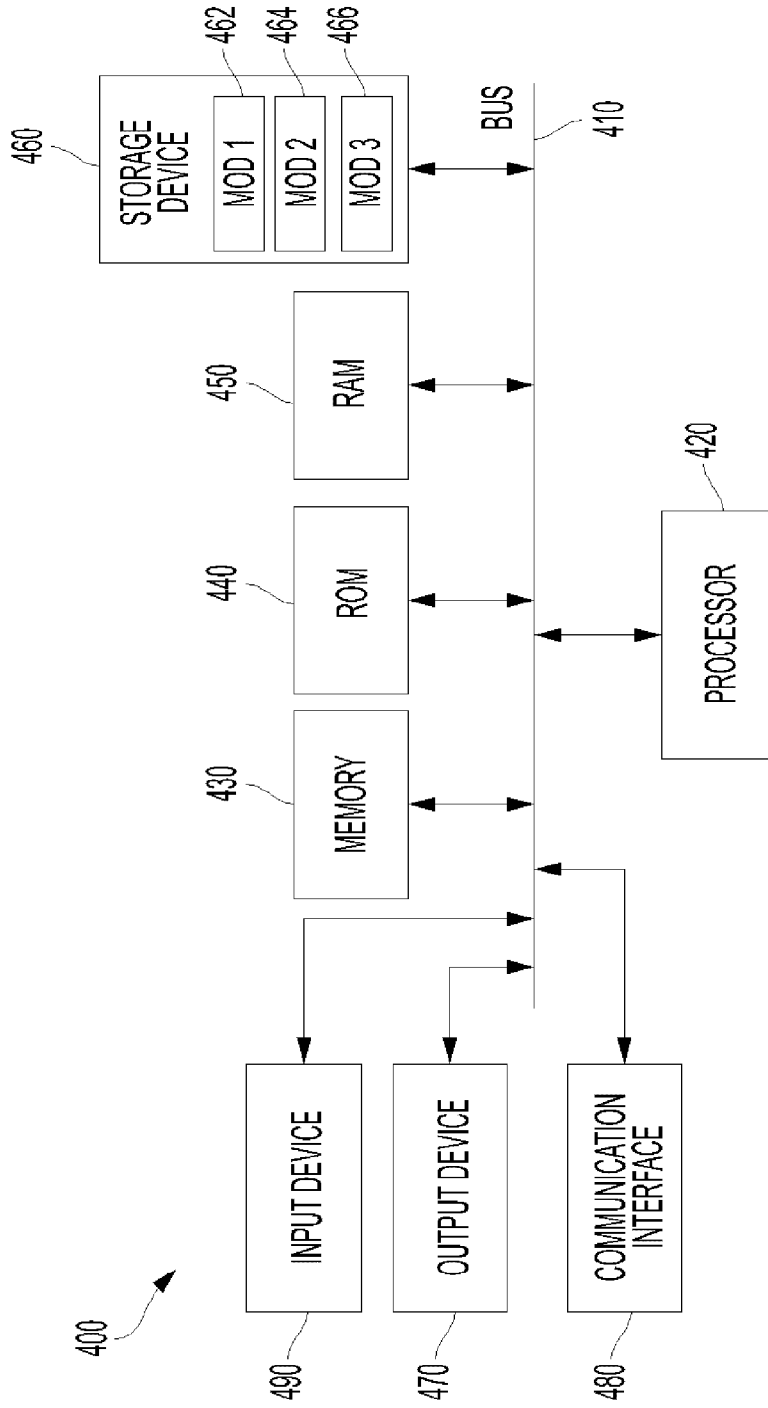 400
460
STORAGE
DEVICE
MOD 1
462
MOD 2
464
MOD 3
466
490
INPUT DEVICE
430
MEMORY
440
ROM
450
RAM
470
OUTPUT DEVICE
BUS
410
480
COMMUNICATION
INTERFACE
420
PROCESSOR